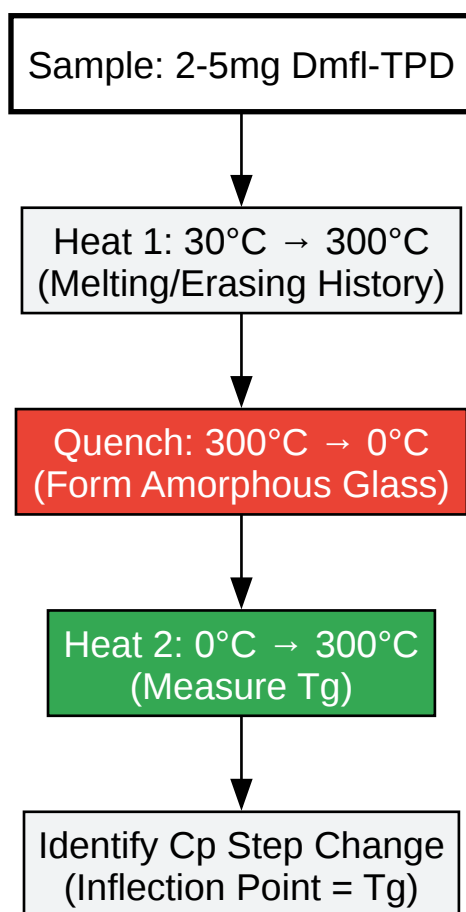 Sample: 2-5mg Dmfl-TPD
Heat 1: 30°C → 300°C
(Melting/Erasing History)
Quench: 300°C → 0°C
(Form Amorphous Glass)
Heat 2: 0°C → 300°C
(Measure Tg)
Identify Cp Step Change
(Inflection Point = Tg)